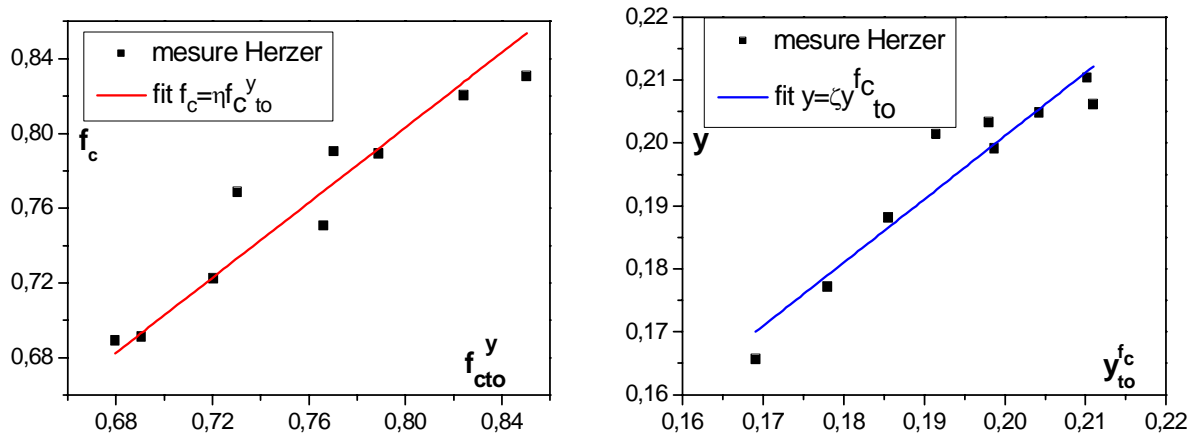 0,84
0,80
0,76
0,72
0,68
f_c
mesure Herzer
fit f_c=ηf_c^y_to
f_cto^y
0,68 0,72 0,76 0,80 0,84
0,22
0,21
0,20
0,19
0,18
0,17
0,16
y
mesure Herzer
fit y=ζy^fc_to
y_to^fc
0,16 0,17 0,18 0,19 0,20 0,21 0,22